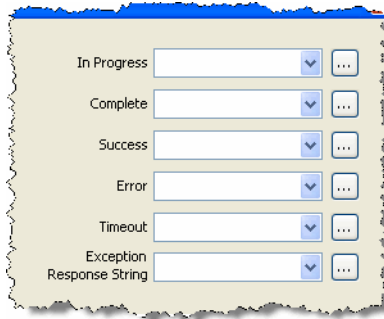 In Progress
...
Complete
...
Success
...
Error
...
Timeout
...
Exception
Response String
...